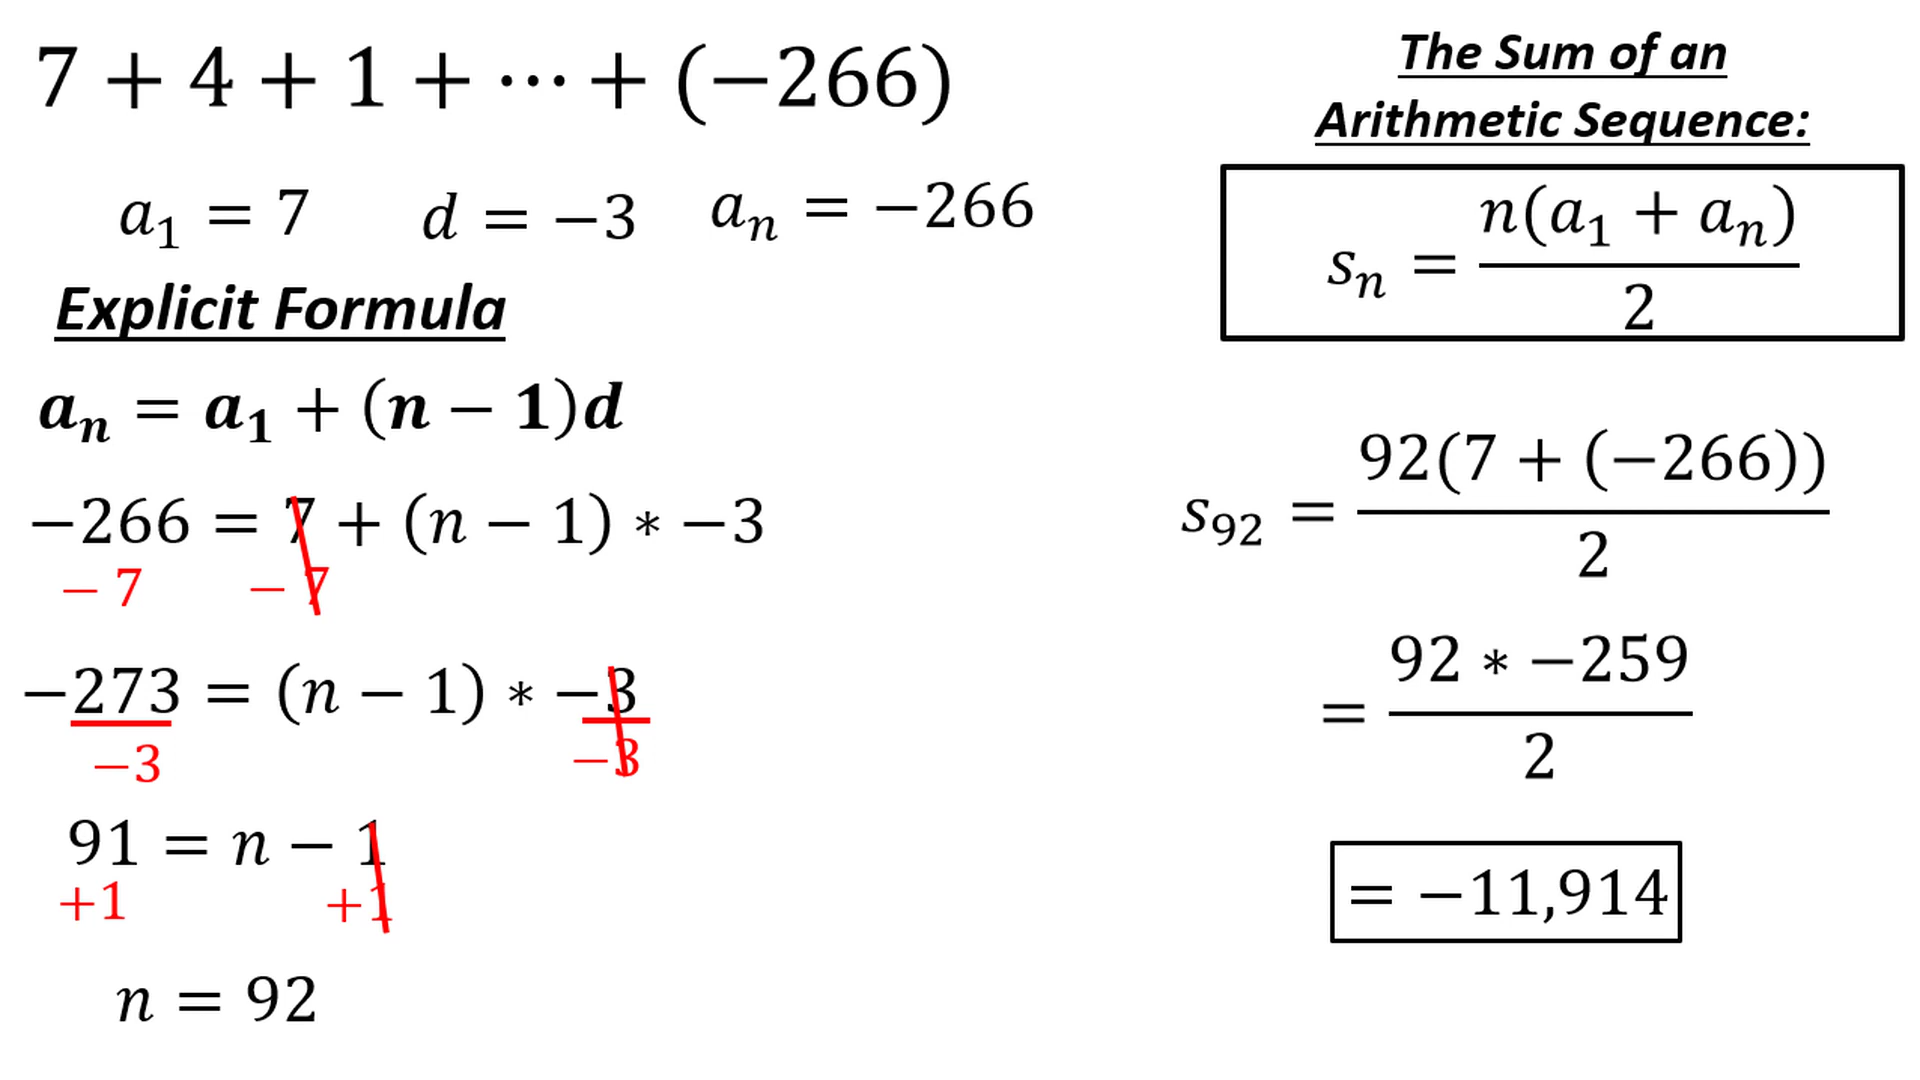 7 + 4 + 1 + ⋯ + (−266)
a₁ = 7 d = −3 aₙ = −266
Explicit Formula
aₙ = a₁ + (n − 1)d
−266 = 7 + (n − 1) * −3
− 7 − 7
−273 = (n − 1) * −3
−3 −3
91 = n − 1
+1 +1
n = 92
The Sum of an
Arithmetic Sequence:
n(a₁ + aₙ)
sₙ =
2
92(7 + (−266))
s₉₂ =
2
92 * −259
=
2
= −11,914